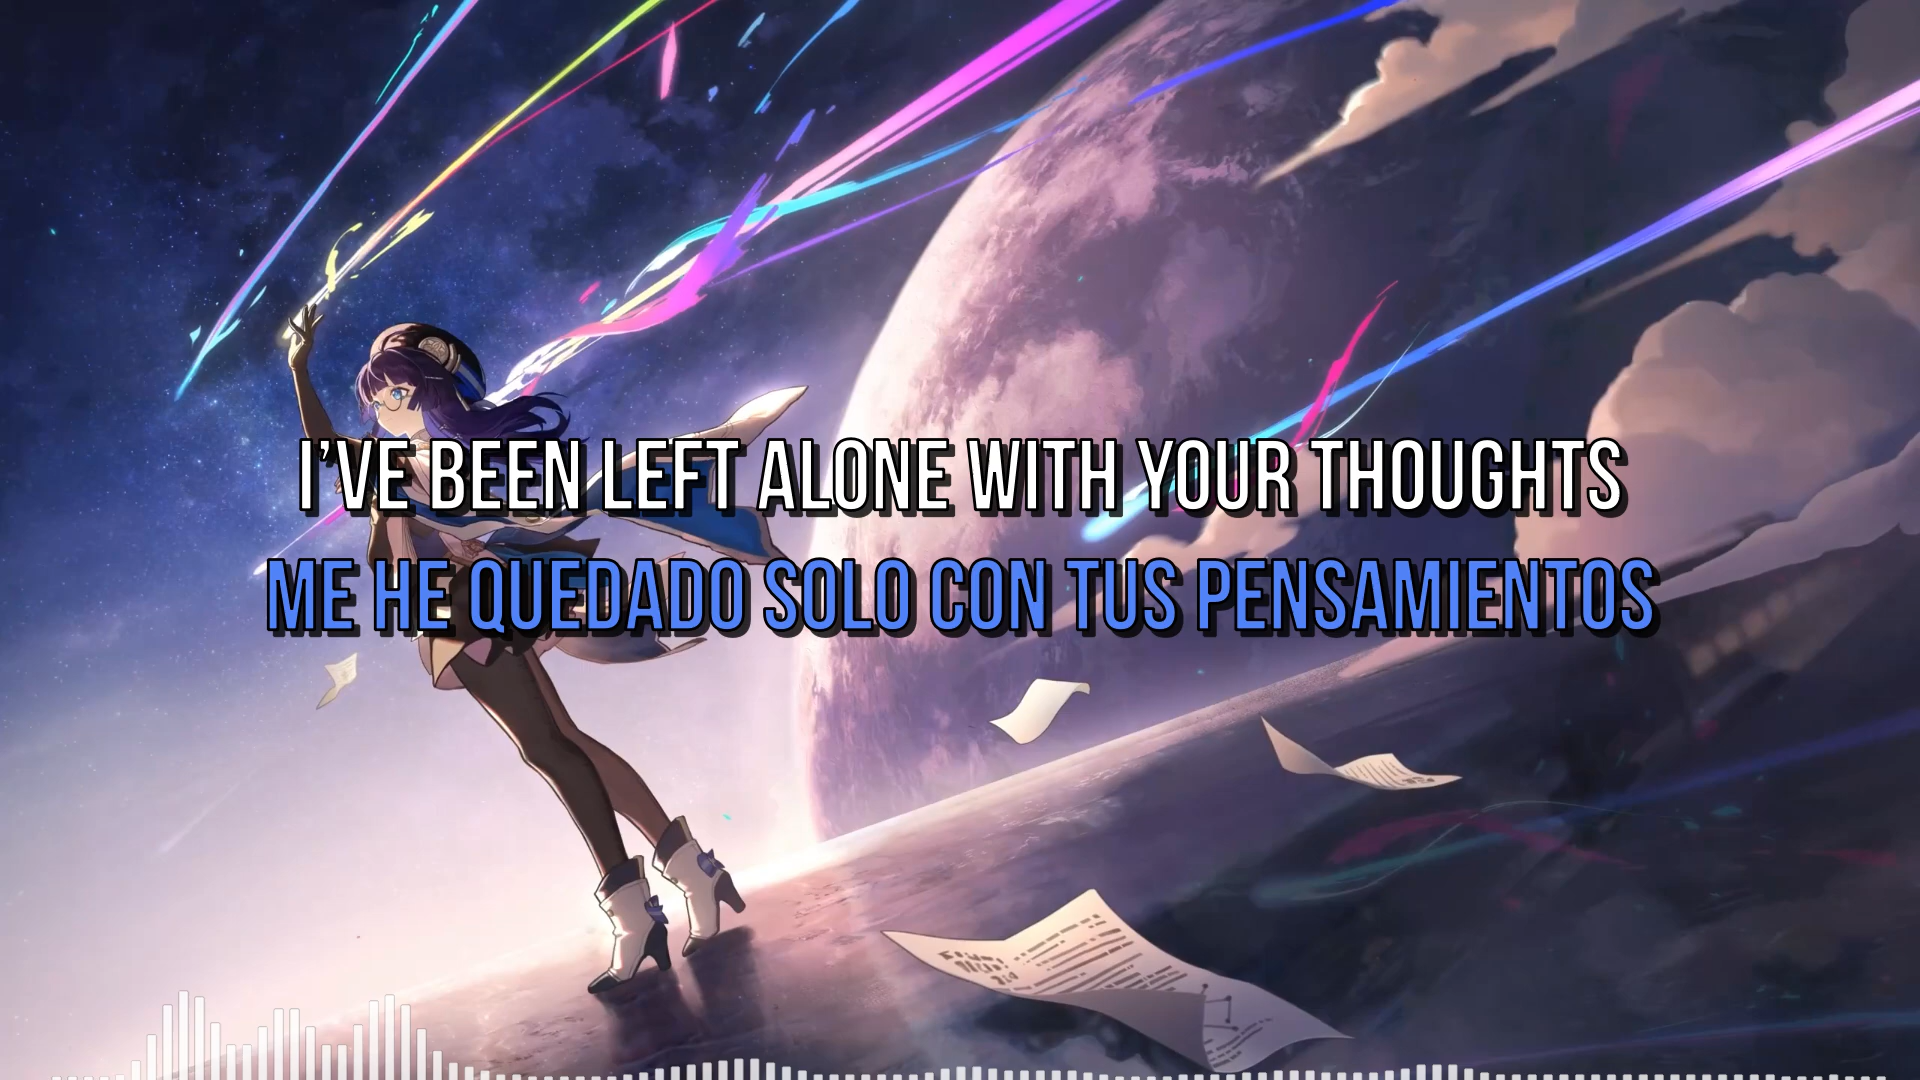 I'VE BEEN LEFT ALONE WITH YOUR THOUGHTS
ME HE QUEDADO SOLO CON TUS PENSAMIENTOS